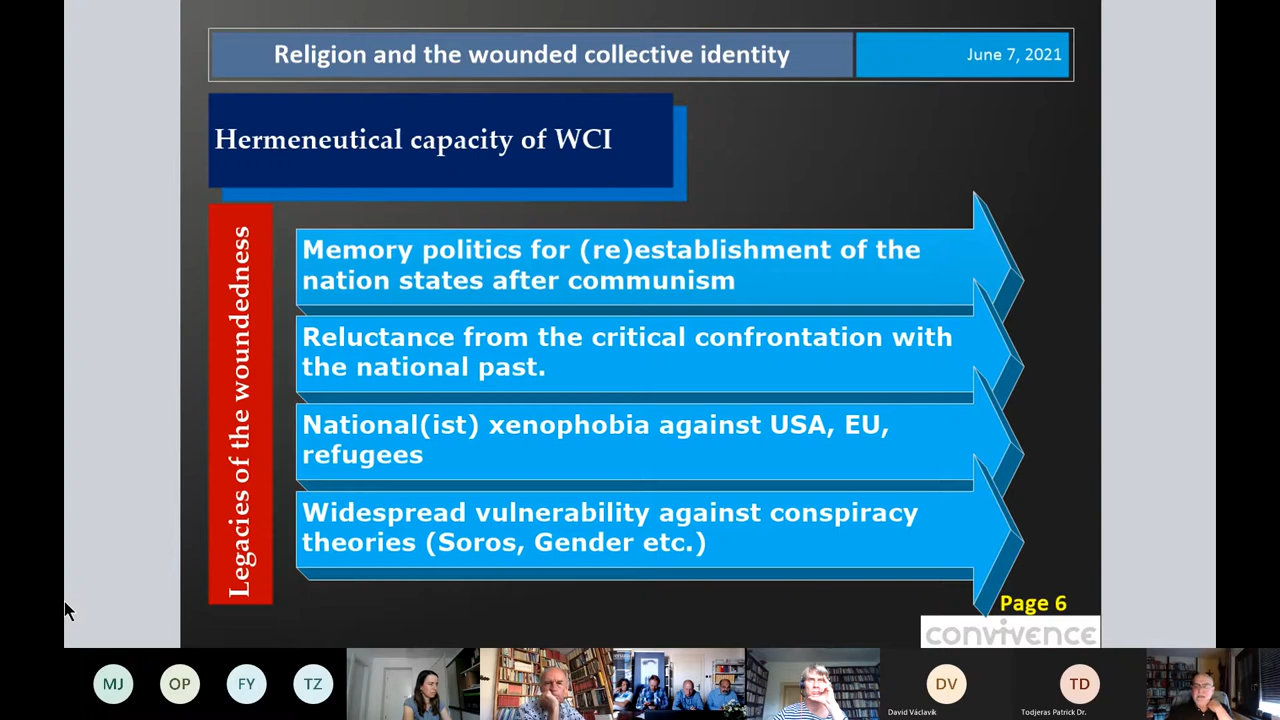 Religion and the wounded collective identity
June 7, 2021
Hermeneutical capacity of WCI
Legacies of the woundedness
Memory politics for (re)establishment of the
nation states after communism
Reluctance from the critical confrontation with
the national past.
National(ist) xenophobia against USA, EU,
refugees
Widespread vulnerability against conspiracy
theories (Soros, Gender etc.)
Page 6
convivence
MJ
OP
FY
TZ
DV
TD
David Václavik
Todjeras Patrick Dr.